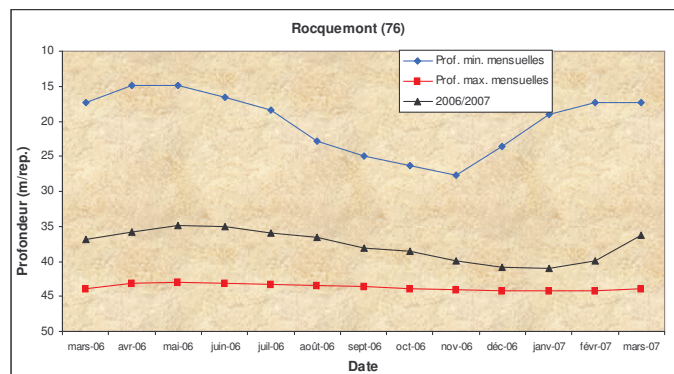 Rocquemont (76)
Prof. min. mensuelles
Prof. max. mensuelles
2006/2007
Profondeur (m/rep.)
10
15
20
25
30
35
40
45
50
mars-06 avr-06 mai-06 juin-06 juil-06 août-06 sept-06 oct-06 nov-06 déc-06 janv-07 févr-07 mars-07
Date